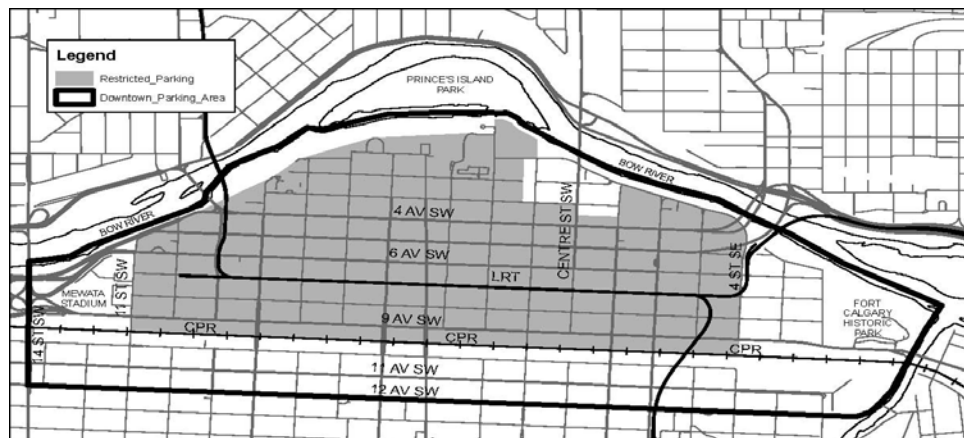 Legend
Restricted_Parking
Downtown_Parking_Area
PRINCE'S ISLAND
PARK
BOW RIVER
BOW RIVER
4 AV SW
CENTRE ST SW
6 AV SW
4 ST SE
LRT
11 ST SW
MEWATA
STADIUM
FORT
CALGARY
HISTORIC
PARK
9 AV SW
CPR
CPR
CPR
14 ST SW
11 AV SW
12 AV SW